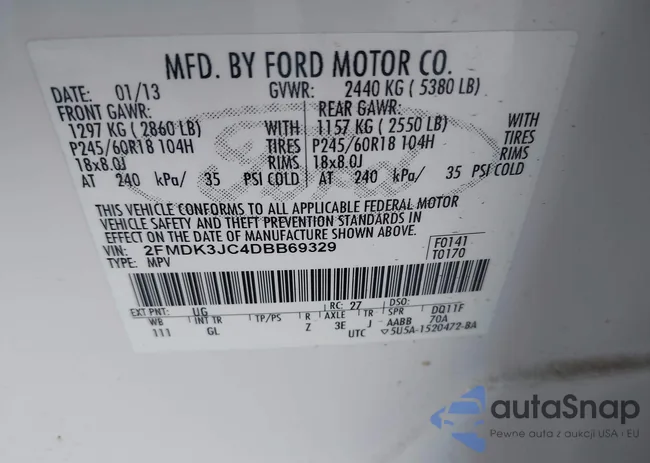 MFD. BY FORD MOTOR CO.
DATE: 01/13 GVWR: 2440 KG ( 5380 LB)
FRONT GAWR: REAR GAWR:
1297 KG ( 2860 LB) WITH 1157 KG ( 2550 LB) WITH
P245/60R18 104H TIRES P245/60R18 104H TIRES
18x8.0J RIMS 18x8.0J RIMS
AT 240 kPa/ 35 PSI COLD AT 240 kPa/ 35 PSI COLD
THIS VEHICLE CONFORMS TO ALL APPLICABLE FEDERAL MOTOR
VEHICLE SAFETY AND THEFT PREVENTION STANDARDS IN
EFFECT ON THE DATE OF MANUFACTURE SHOWN ABOVE.
VIN: 2FMDK3JC4DBB69329 F0141
TYPE: MPV T0170
EXT PNT: UG RC: 27 DSO: DQ11F
WB INT TR TP/PS R AXLE TR SPR 70A
111 GL Z 3E J AABB
UTC 5U5A-1520472-BA
autaSnap
Pewne auta z aukcji USA i EU